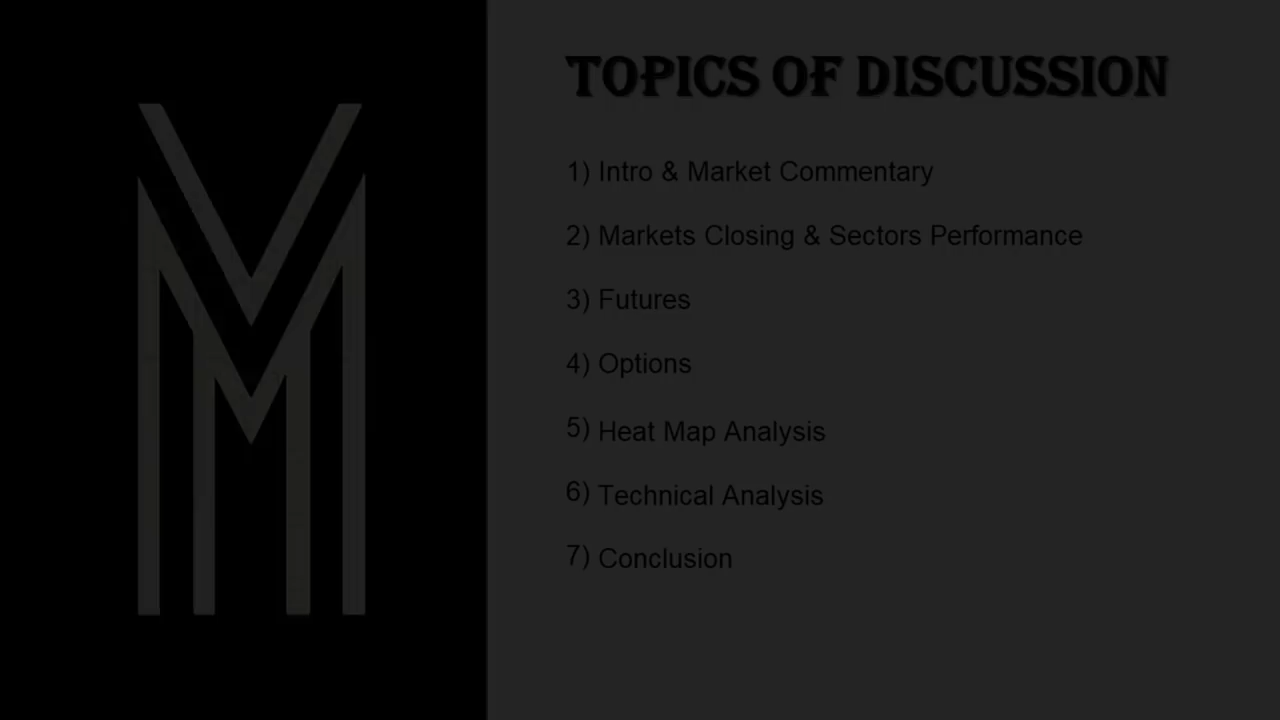 TOPICS OF DISCUSSION
1) Intro & Market Commentary
2) Markets Closing & Sectors Performance
3) Futures
4) Options
5) Heat Map Analysis
6) Technical Analysis
7) Conclusion